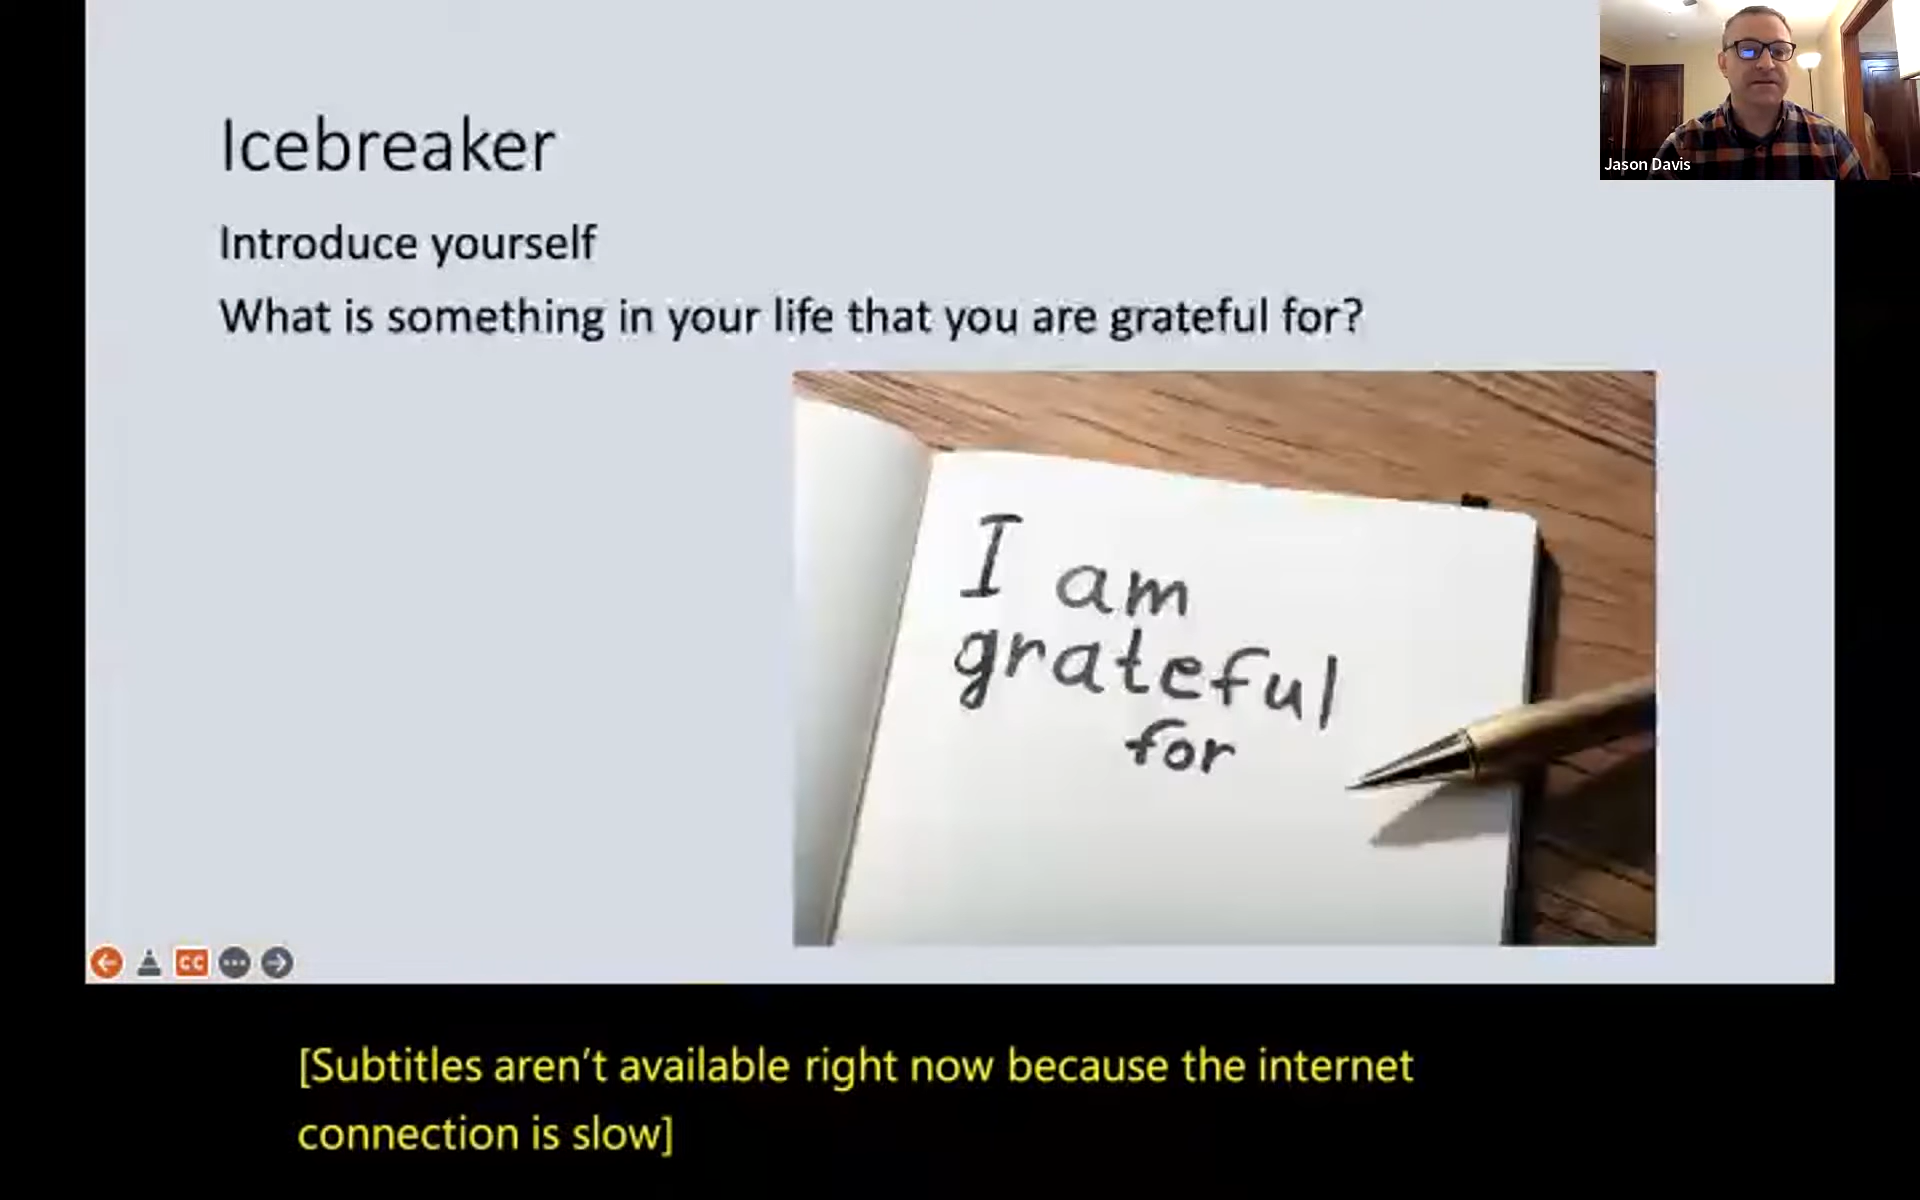 Icebreaker
Introduce yourself
What is something in your life that you are grateful for?
I am
grateful
for
Jason Davis
CC
[Subtitles aren’t available right now because the internet
connection is slow]